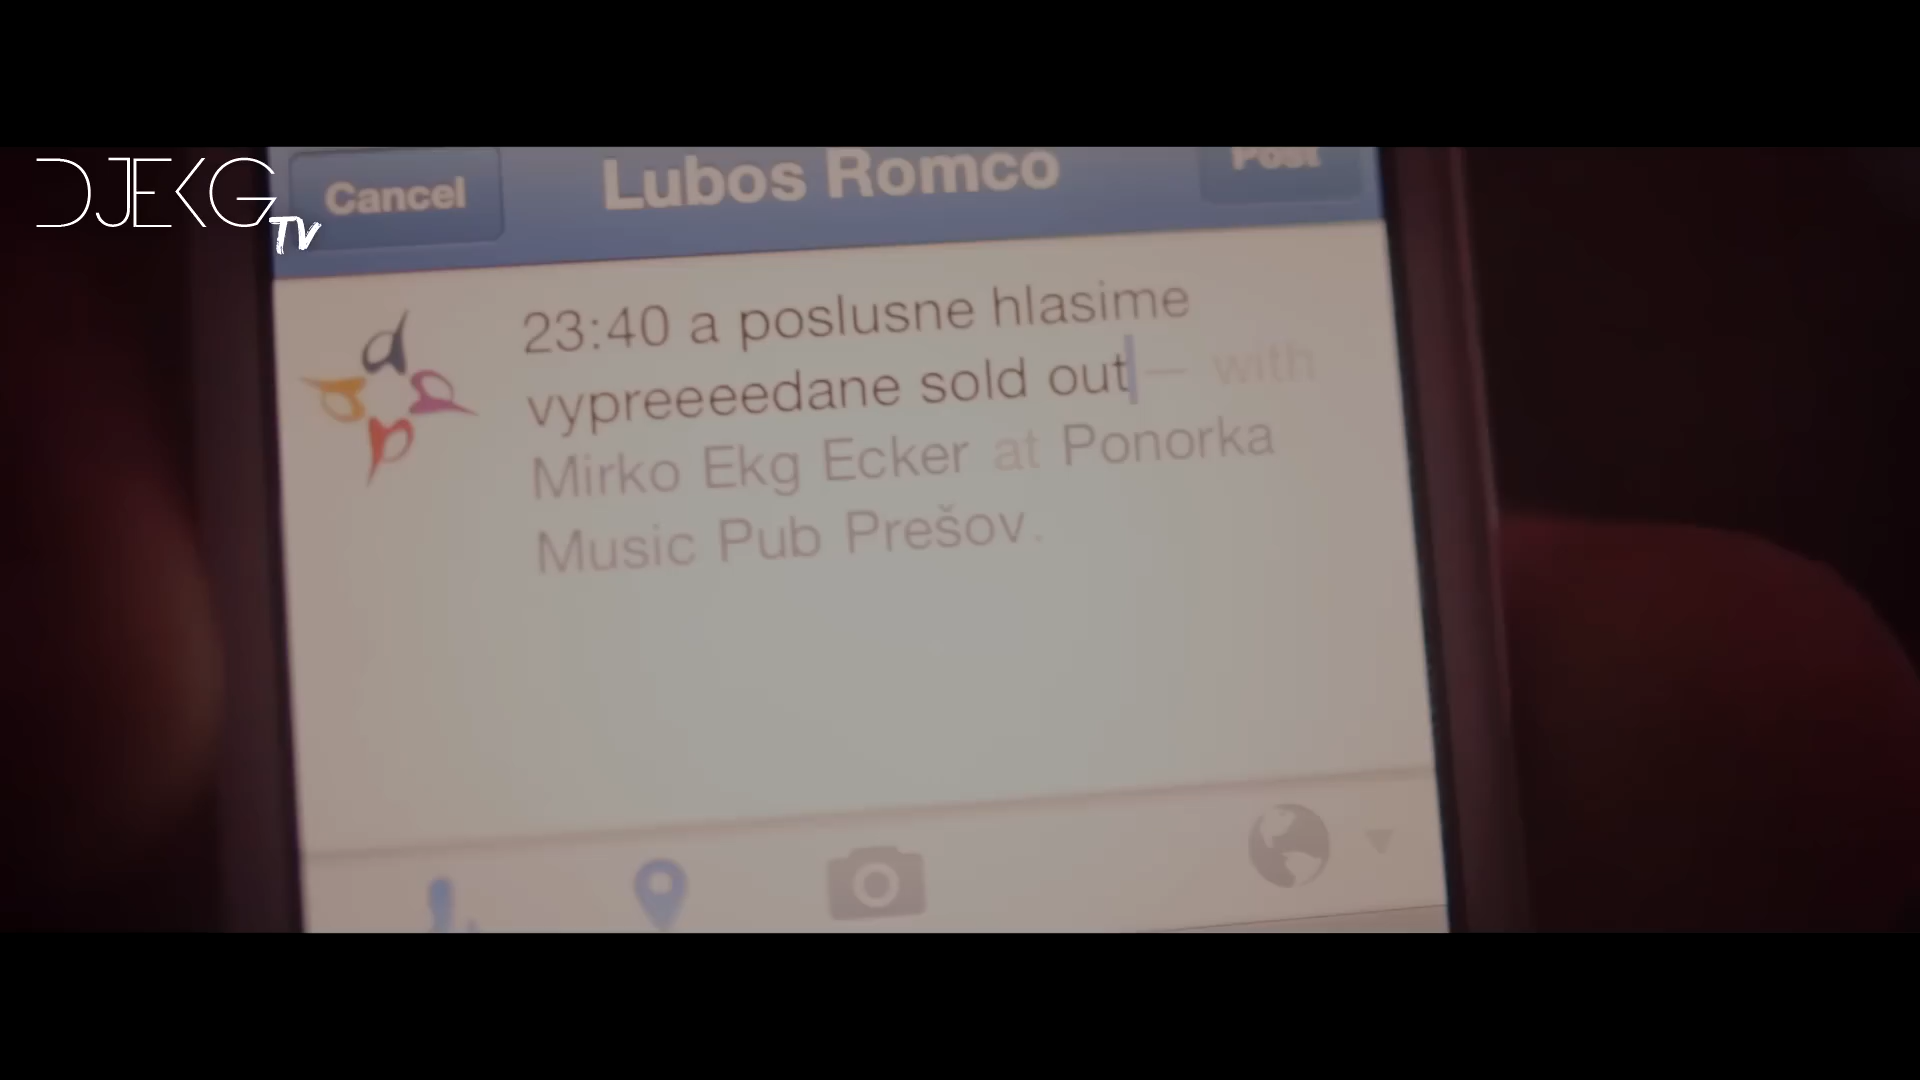 DJEKG TV
Cancel
Lubos Romco
Post
23:40 a poslusne hlasime
vypreeeedane sold out — with
Mirko Ekg Ecker at Ponorka
Music Pub Prešov.